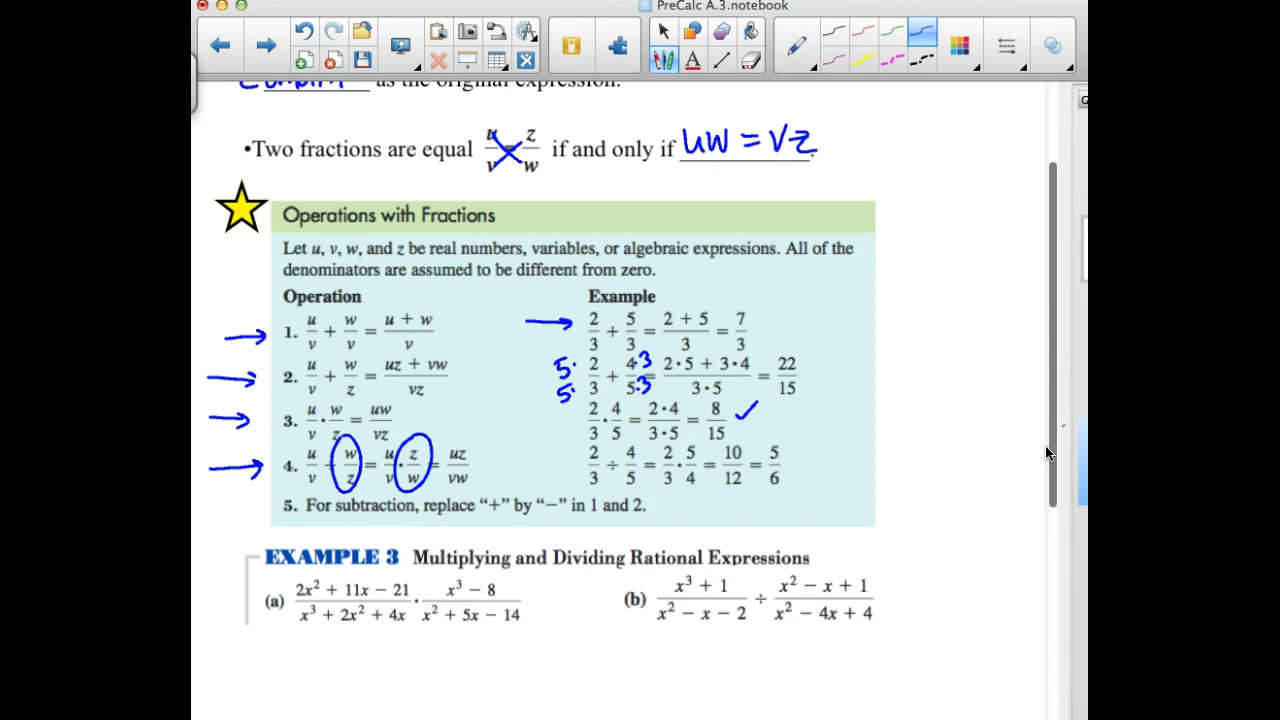 PreCalc A.3.notebook
as the original expression.
•Two fractions are equal u/v = z/w if and only if uw = vz.
Operations with Fractions
Let u, v, w, and z be real numbers, variables, or algebraic expressions. All of the
denominators are assumed to be different from zero.
Operation Example
1. u/v + w/v = (u + w)/v → 2/3 + 5/3 = (2 + 5)/3 = 7/3
2. u/v + w/z = (uz + vw)/vz 5·2/5·3 + 4·3/5·3 = (2·5 + 3·4)/(3·5) = 22/15
3. u/v · w/z = uw/vz 2/3 · 4/5 = (2·4)/(3·5) = 8/15 ✓
4. u/v ÷ w/z = u/v · z/w = uz/vw 2/3 ÷ 4/5 = 2/3 · 5/4 = 10/12 = 5/6
5. For subtraction, replace “+” by “−” in 1 and 2.
EXAMPLE 3 Multiplying and Dividing Rational Expressions
(a) (2x² + 11x − 21)/(x³ + 2x² + 4x) · (x³ − 8)/(x² + 5x − 14) (b) (x³ + 1)/(x² − x − 2) ÷ (x² − x + 1)/(x² − 4x + 4)